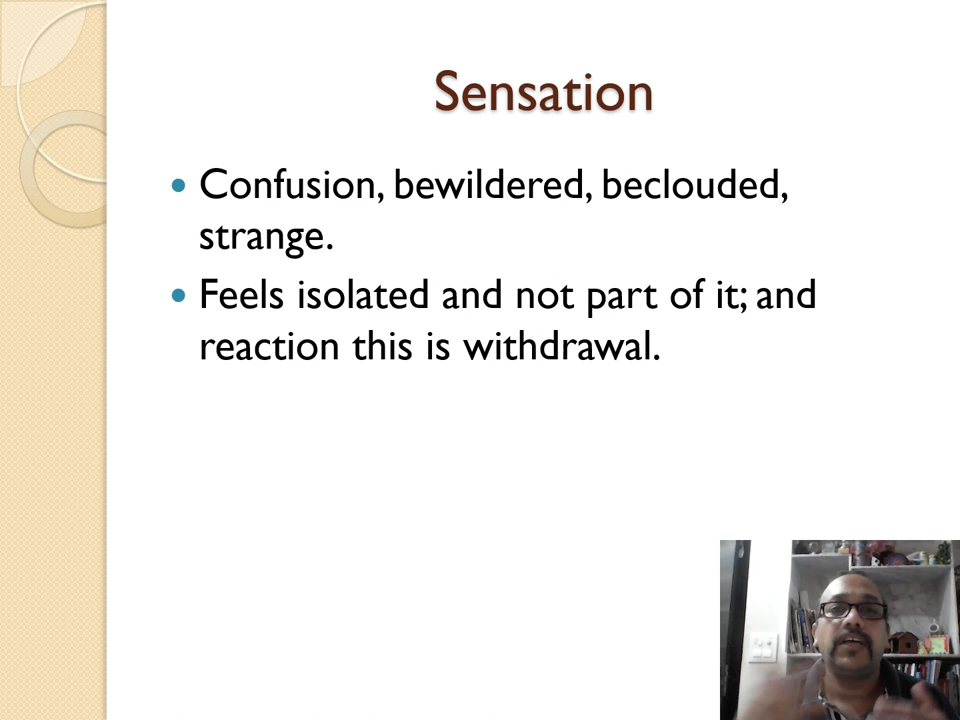 Sensation
Confusion, bewildered, beclouded,
strange.
Feels isolated and not part of it; and
reaction this is withdrawal.